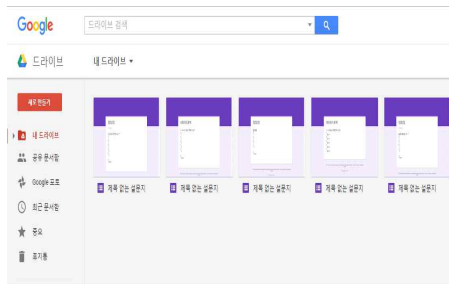 Google
드라이브 검색
드라이브
내 드라이브
새로 만들기
내 드라이브
공유 문서함
Google 포토
최근 문서함
중요
휴지통
제목 없는 설문지
제목 없는 설문지
제목 없는 설문지
제목 없는 설문지
제목 없는 설문지